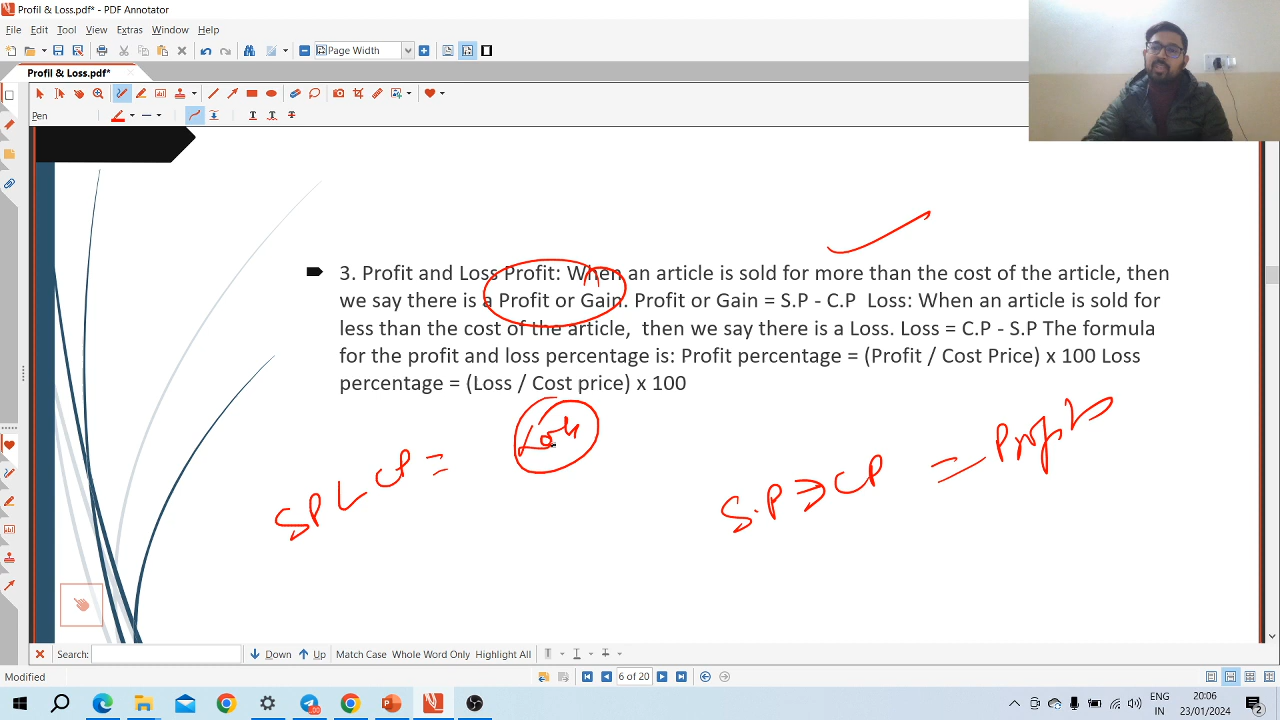 Profil & Loss.pdf* - PDF Annotator
File Edit Tool View Extras Window Help
Page Width
Profil & Loss.pdf*
Pen
3. Profit and Loss Profit: When an article is sold for more than the cost of the article, then
we say there is a Profit or Gain. Profit or Gain = S.P - C.P Loss: When an article is sold for
less than the cost of the article, then we say there is a Loss. Loss = C.P - S.P The formula
for the profit and loss percentage is: Profit percentage = (Profit / Cost Price) x 100 Loss
percentage = (Loss / Cost price) x 100
SP < CP = Loss
S.P > CP = Profit
Search: Down Up Match Case Whole Word Only Highlight All
Modified 6 of 20
ENG 20:06
IN 23/01/2024 2